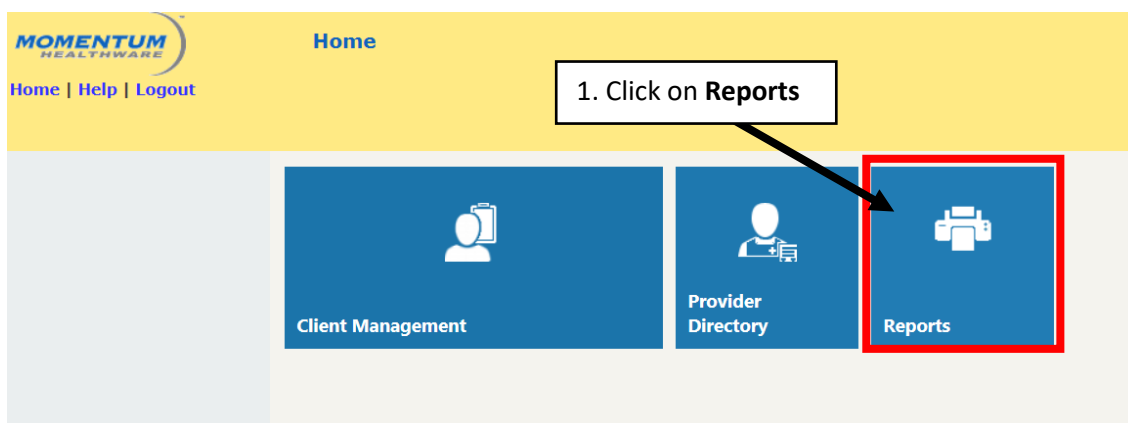 MOMENTUM
HEALTHWARE
Home | Help | Logout
Home
1. Click on Reports
Client Management
Provider
Directory
Reports